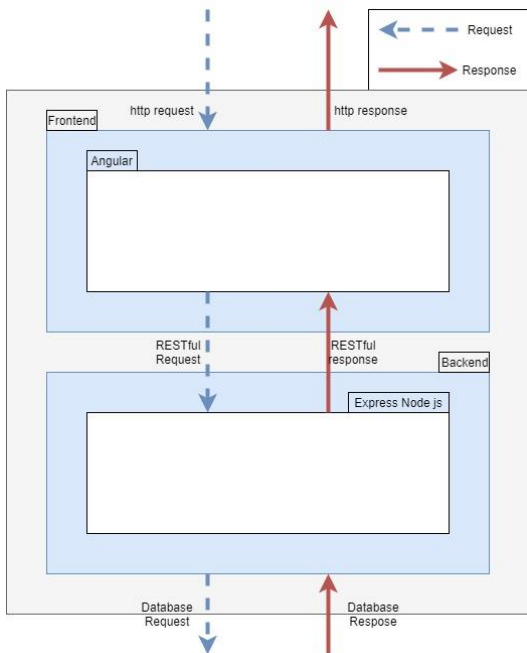 Request
Response
http request
http response
Frontend
Angular
RESTful
Request
RESTful
response
Backend
Express Node js
Database
Request
Database
Respose